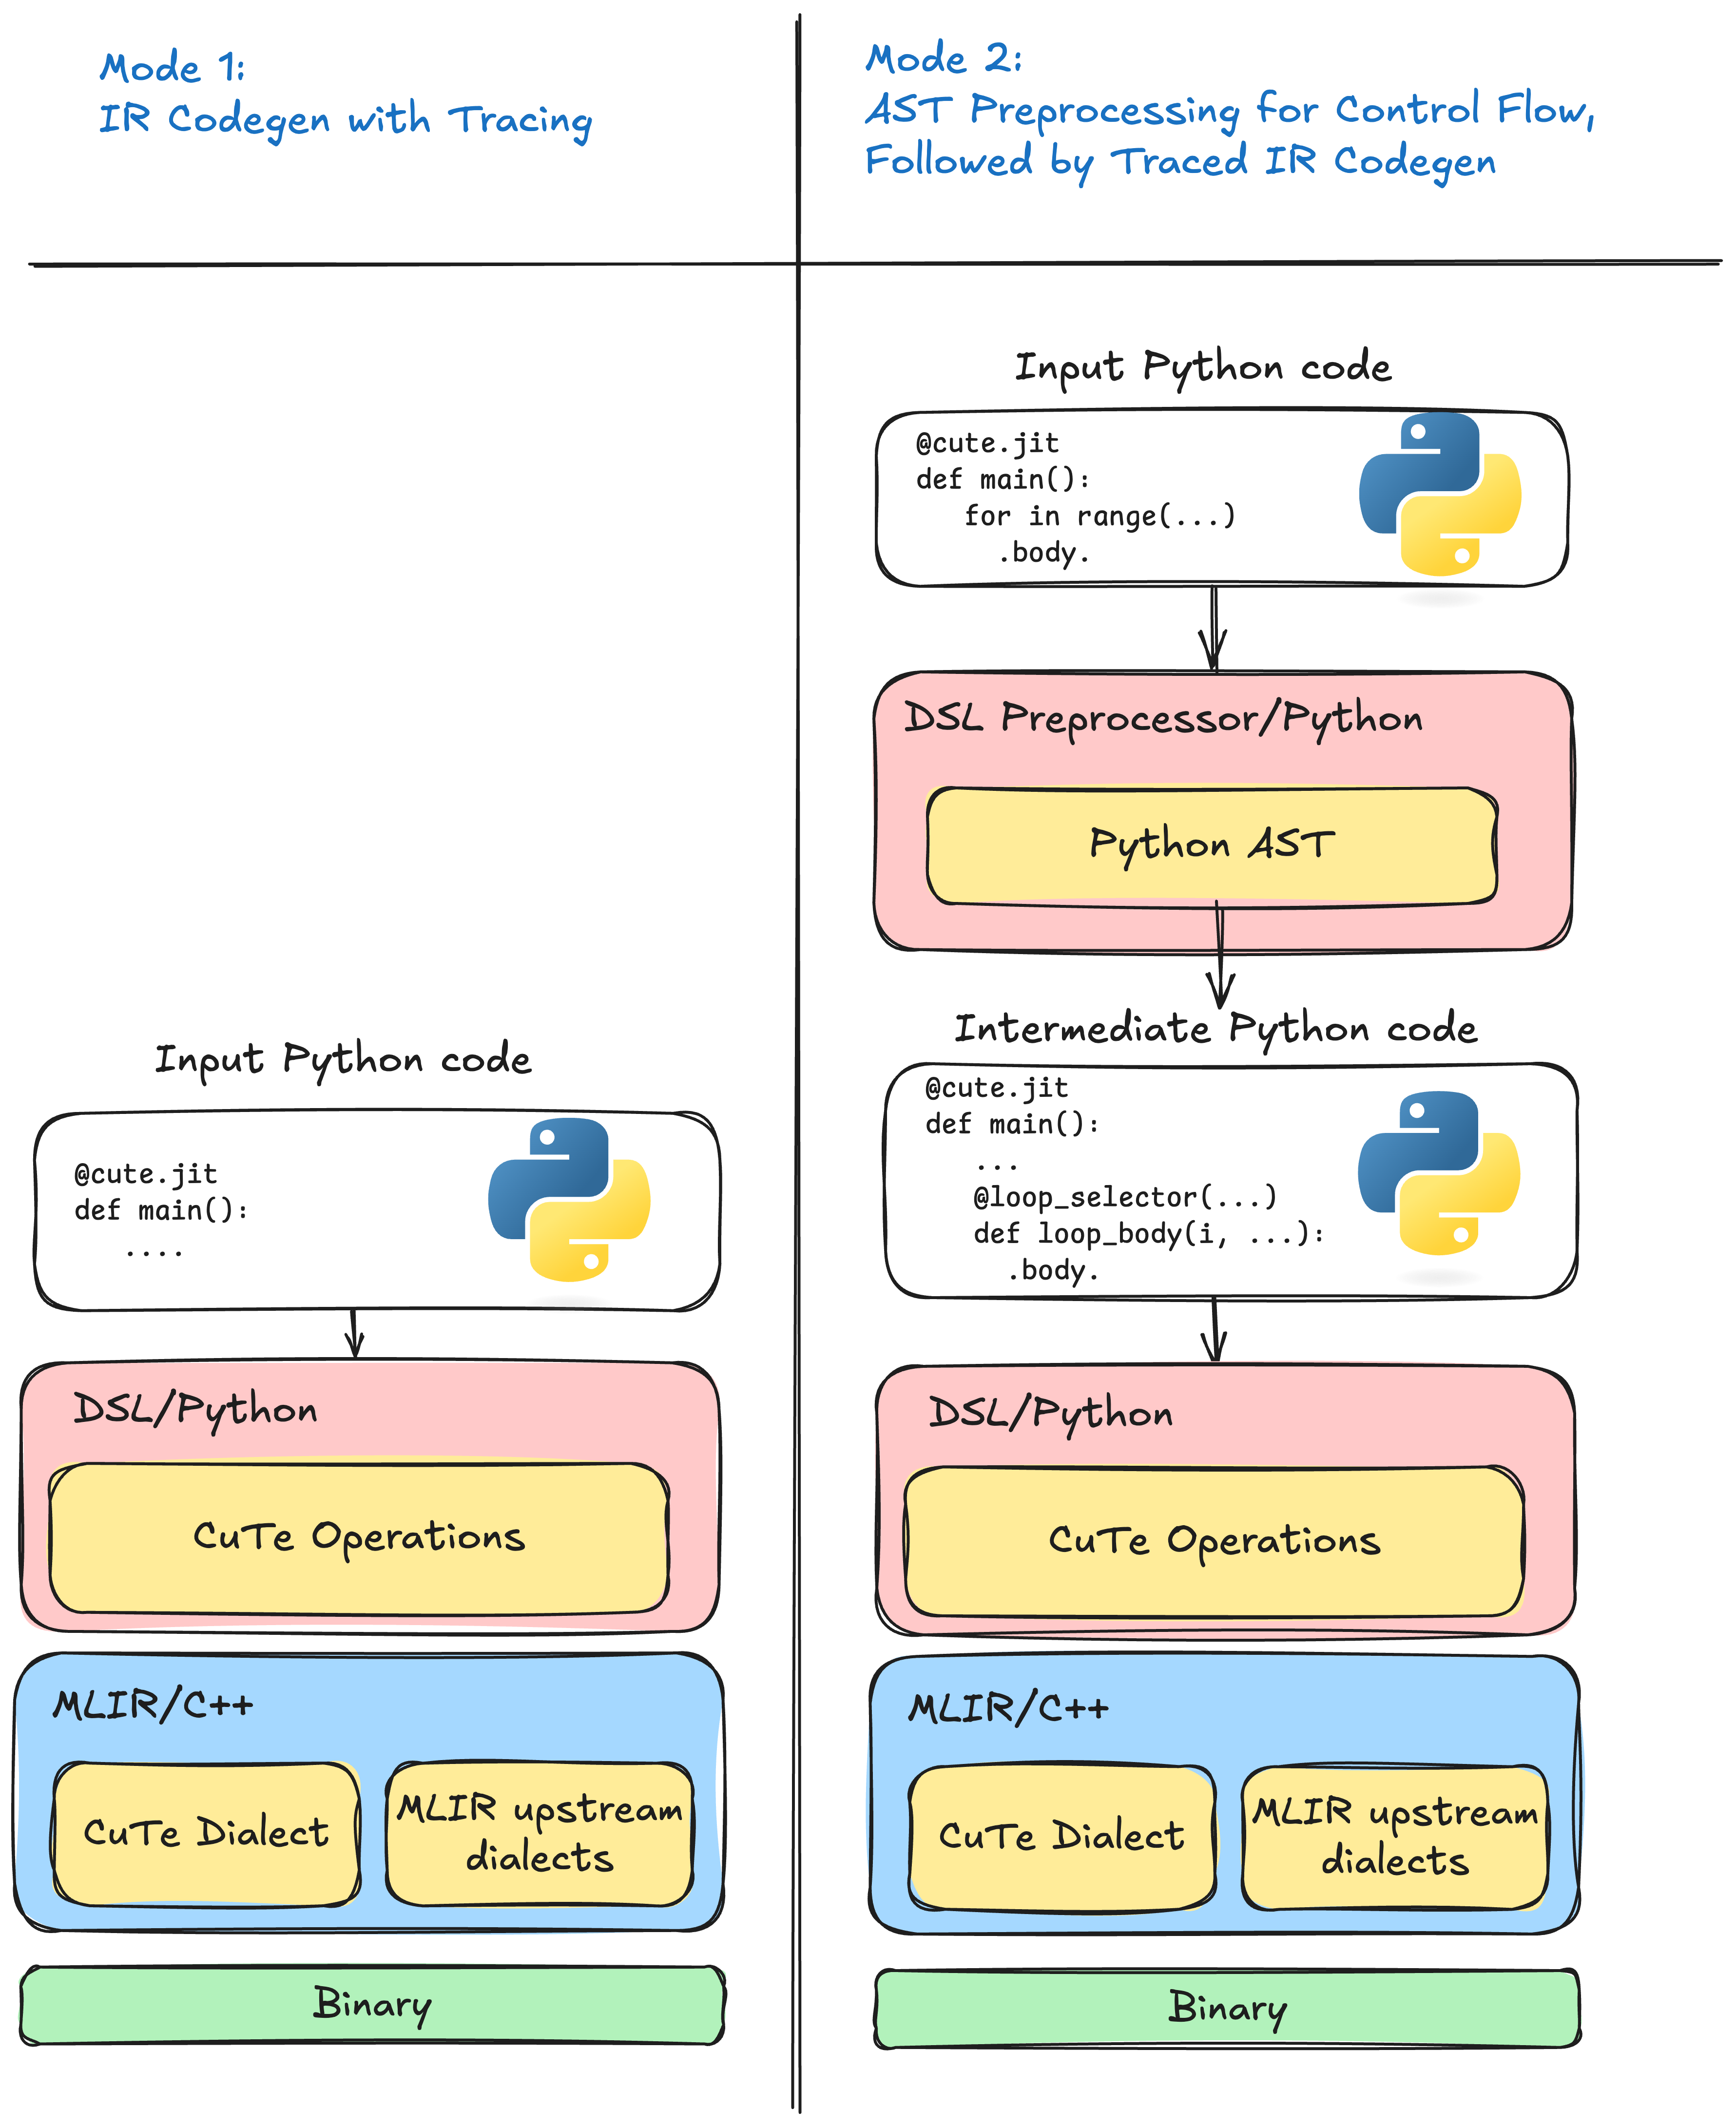 Mode 1:
IR Codegen with Tracing
Input Python code
@cute.jit
def main():
....
DSL/Python
CuTe Operations
MLIR/C++
CuTe Dialect
MLIR upstream
dialects
Binary
Mode 2:
AST Preprocessing for Control Flow,
Followed by Traced IR Codegen
Input Python code
@cute.jit
def main():
for in range(...)
.body.
DSL Preprocessor/Python
Python AST
Intermediate Python code
@cute.jit
def main():
...
@loop_selector(...)
def loop_body(i, ...):
.body.
DSL/Python
CuTe Operations
MLIR/C++
CuTe Dialect
MLIR upstream
dialects
Binary